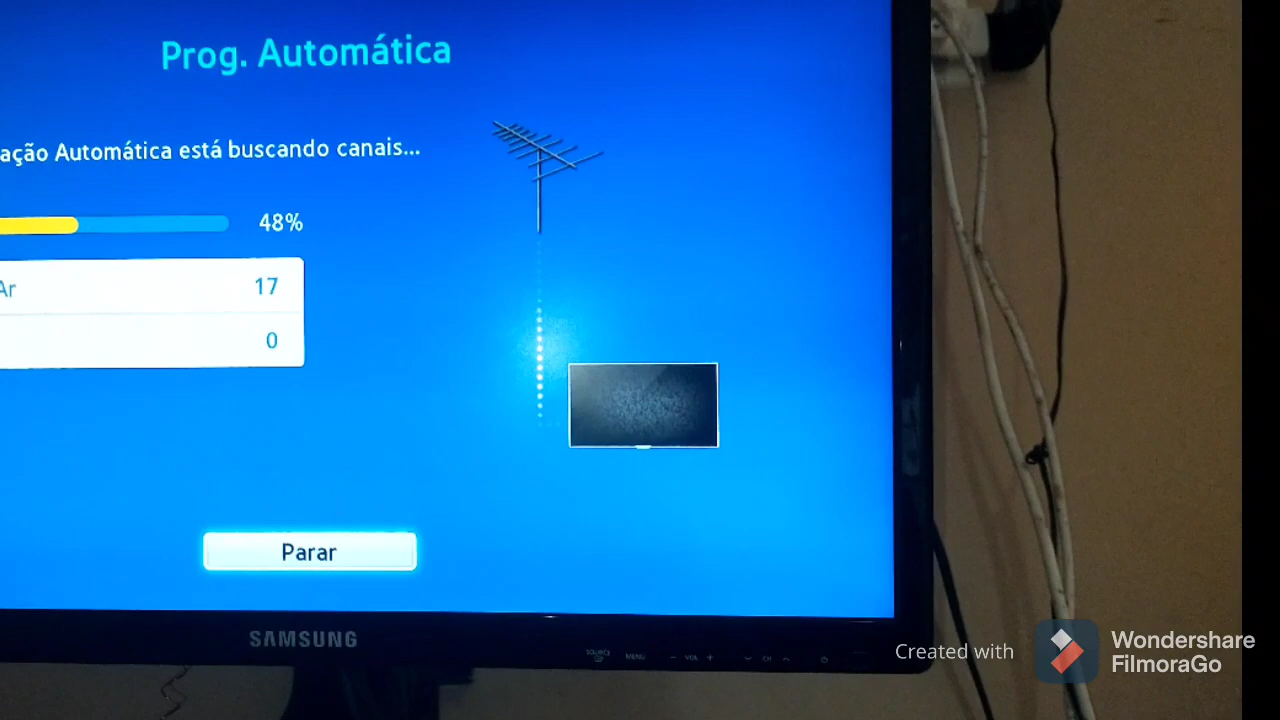 Prog. Automática
ação Automática está buscando canais...
48%
Ar 17
0
Parar
SAMSUNG
SOURCE MENU - VOL + CH
Created with
Wondershare
FilmoraGo